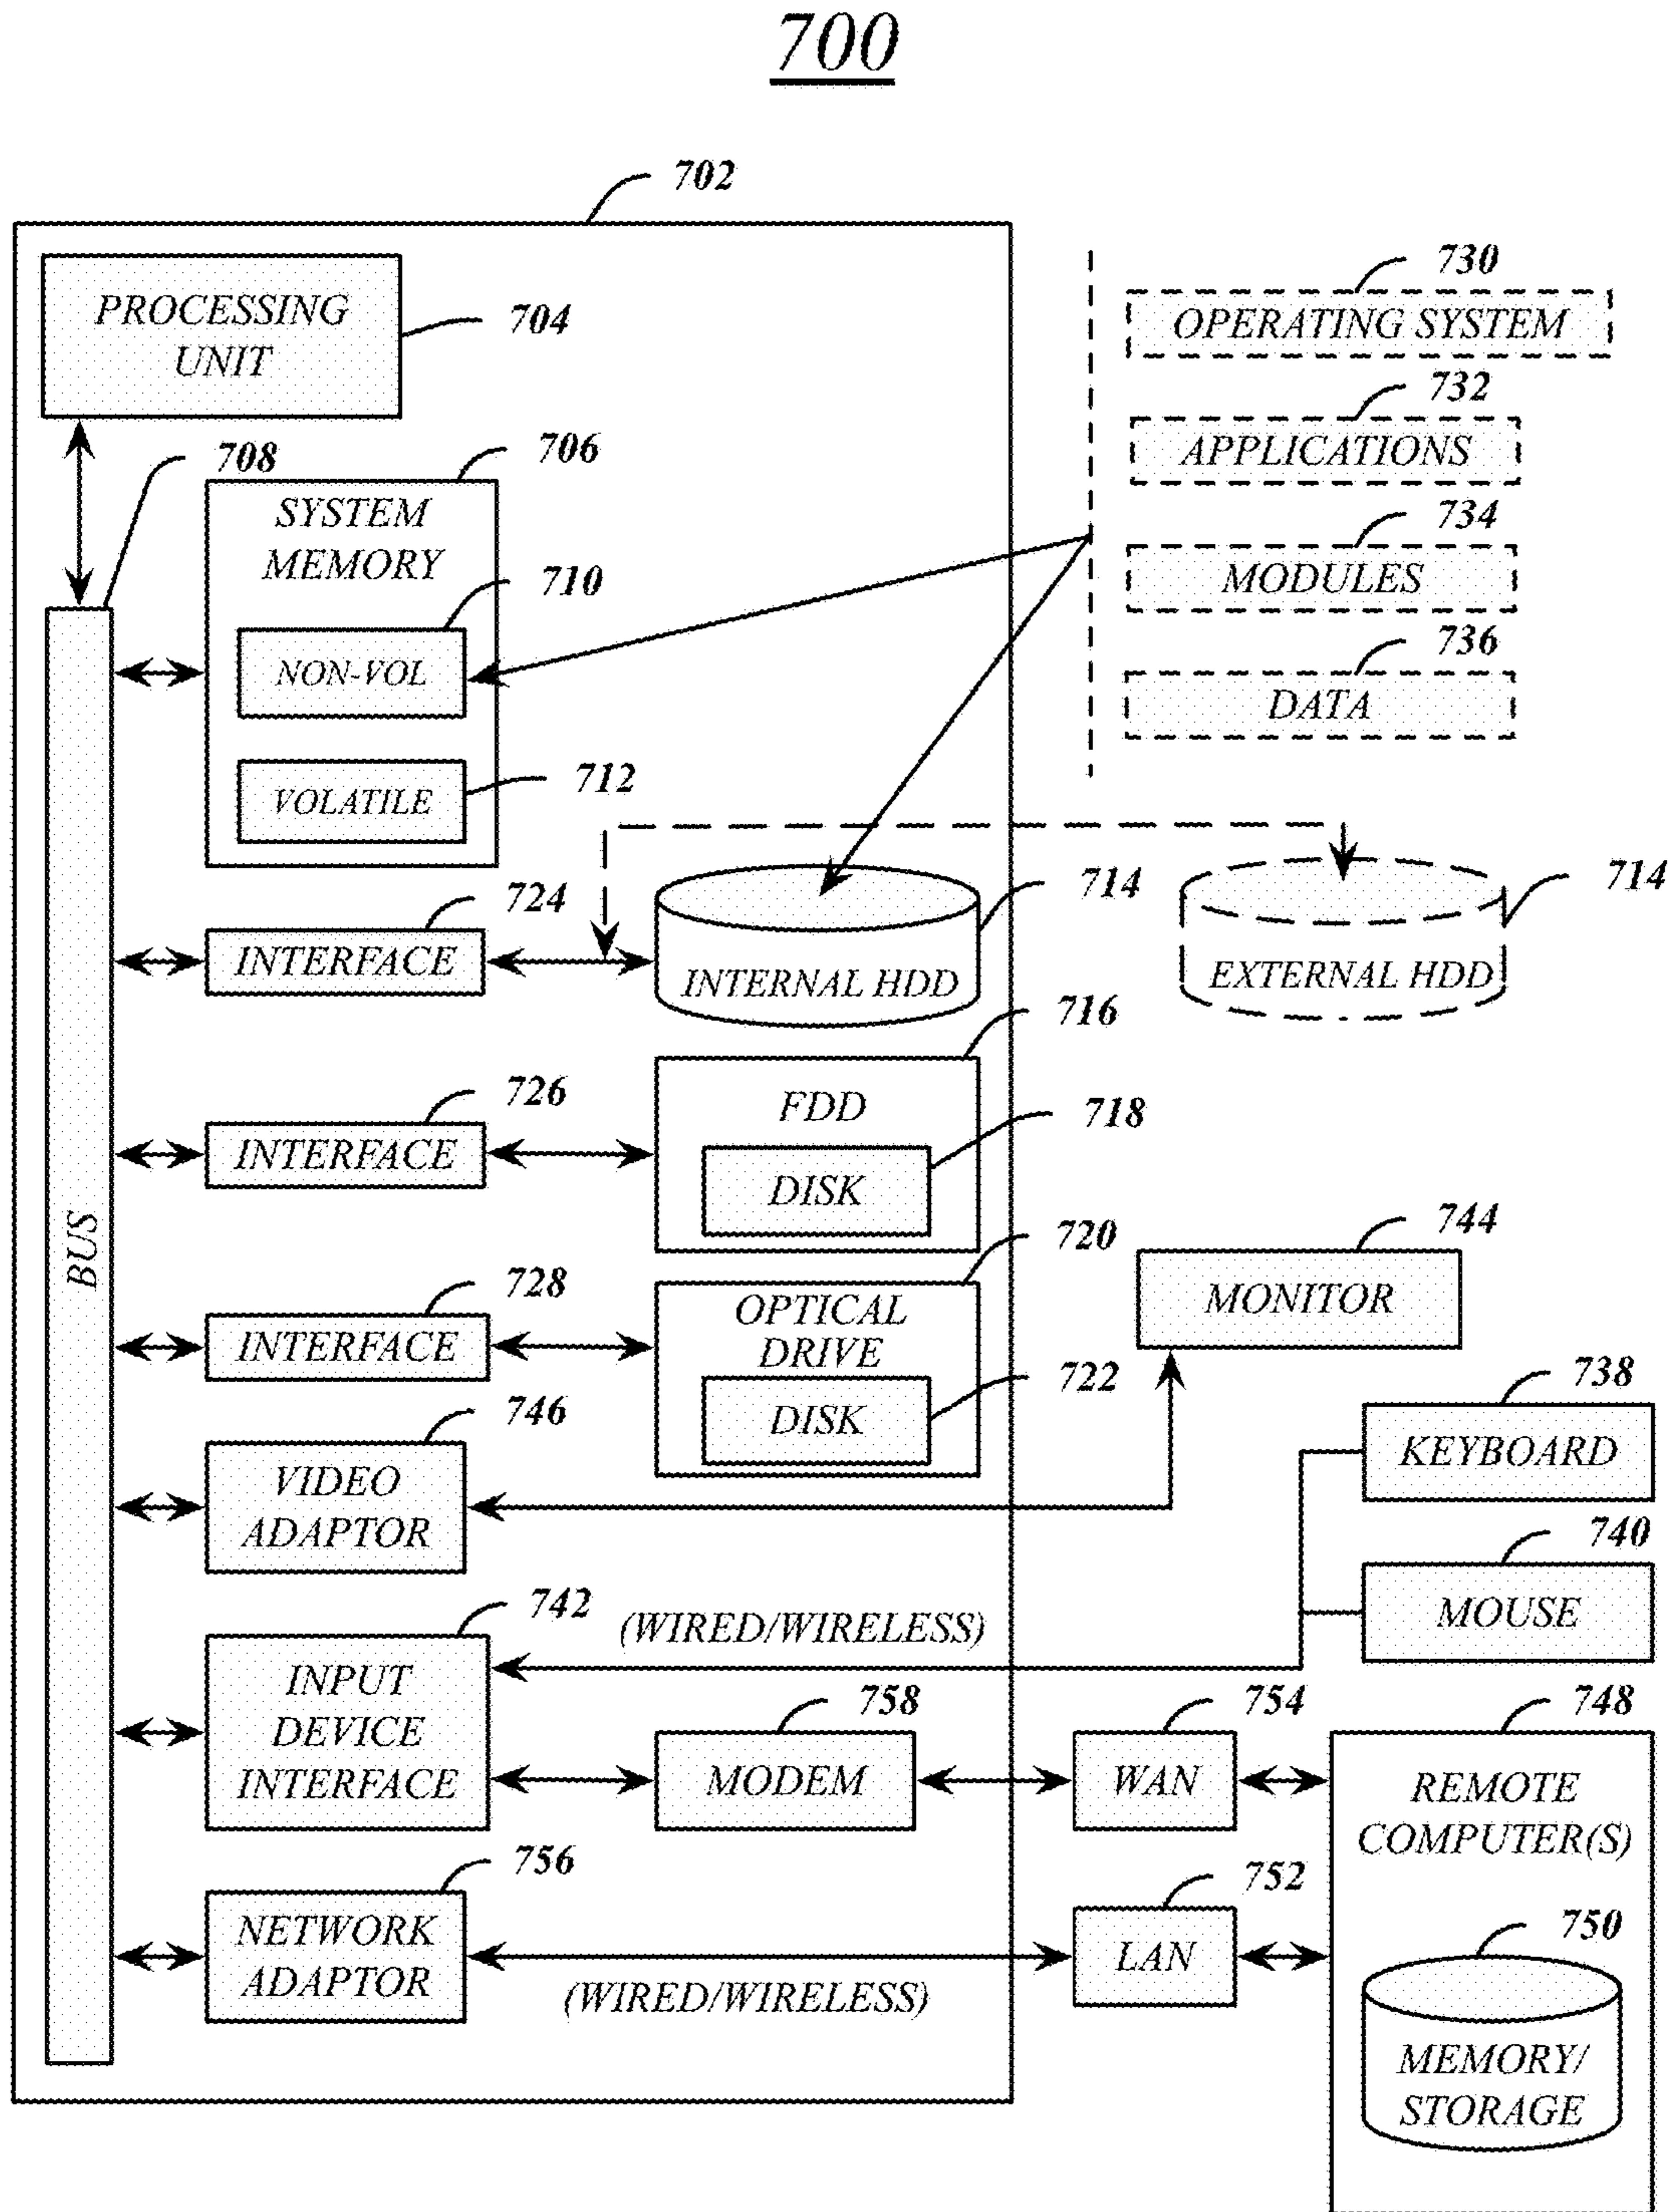 700
702
PROCESSING
UNIT
704
708
706
SYSTEM
MEMORY
710
NON-VOL
712
VOLATILE
730
OPERATING SYSTEM
732
APPLICATIONS
734
MODULES
736
DATA
BUS
724
INTERFACE
714
INTERNAL HDD
714
EXTERNAL HDD
726
INTERFACE
716
FDD
718
DISK
728
INTERFACE
720
OPTICAL
DRIVE
722
DISK
744
MONITOR
746
VIDEO
ADAPTOR
738
KEYBOARD
740
MOUSE
742
INPUT
DEVICE
INTERFACE
(WIRED/WIRELESS)
758
MODEM
754
WAN
748
REMOTE
COMPUTER(S)
756
NETWORK
ADAPTOR
(WIRED/WIRELESS)
752
LAN
750
MEMORY/
STORAGE